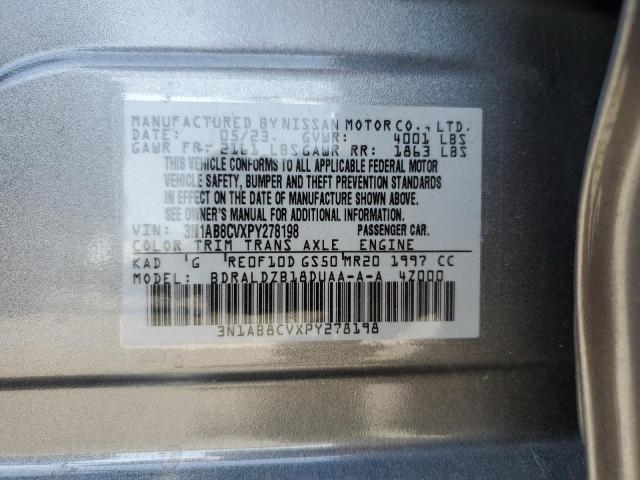 MANUFACTURED BY NISSAN MOTOR CO., LTD.
DATE: 05/23 GVWR: 4001 LBS
GAWR FR: 2161 LBS GAWR RR: 1863 LBS
THIS VEHICLE CONFORMS TO ALL APPLICABLE FEDERAL MOTOR
VEHICLE SAFETY, BUMPER AND THEFT PREVENTION STANDARDS
IN EFFECT ON THE DATE OF MANUFACTURE SHOWN ABOVE.
SEE OWNER'S MANUAL FOR ADDITIONAL INFORMATION.
VIN: 3N1AB8CVXPY278198 PASSENGER CAR.
COLOR TRIM TRANS AXLE ENGINE
KAD G RE0F10D GS50 MR20 1997 CC
MODEL: BDRALDZB18DUAA-A-A 4Z000
3N1AB8CVXPY278198